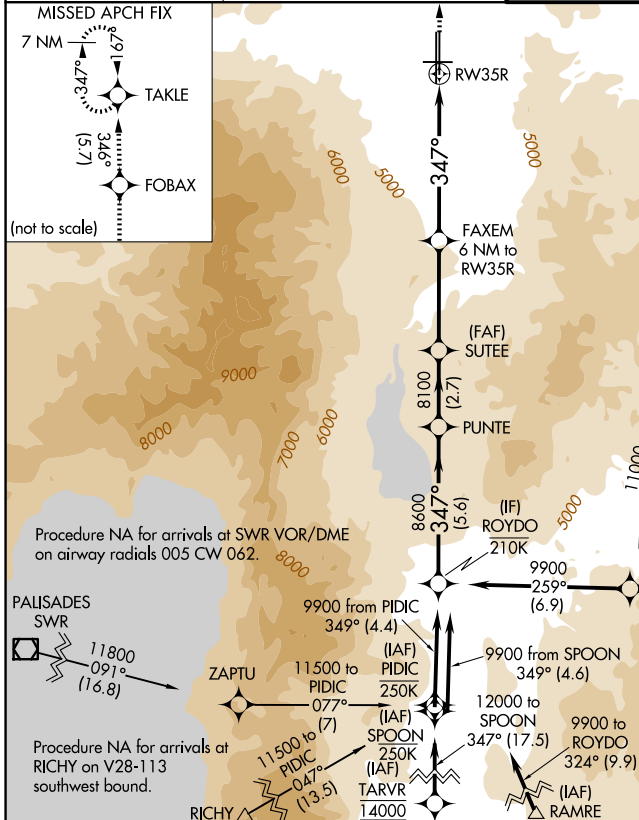 MISSED APCH FIX
7 NM
347°
167°
TAKLE
346°
(5.7)
FOBAX
(not to scale)
RW35R
5000
6000
5000
347°
FAXEM
6 NM to
RW35R
(FAF)
SUTEE
9000
8100
(2.7)
6000
8000
PUNTE
7000
11000
8600
347°
(5.6)
(IF)
ROYDO
210K
5000
Procedure NA for arrivals at SWR VOR/DME
on airway radials 005 CW 062.
8000
9900
259°
(6.9)
PALISADES
SWR
11800
091°
(16.8)
9900 from PIDIC
349° (4.4)
9900 from SPOON
349° (4.6)
ZAPTU
11500 to
PIDIC
077°
(7)
(IAF)
PIDIC
250K
(IAF)
SPOON
250K
12000 to
SPOON
347° (17.5)
9900 to
ROYDO
324° (9.9)
Procedure NA for arrivals at
RICHY on V28-113
southwest bound.
11500 to
PIDIC
047°
(13.5)
RICHY
(IAF)
TARVR
14000
(IAF)
RAMRE